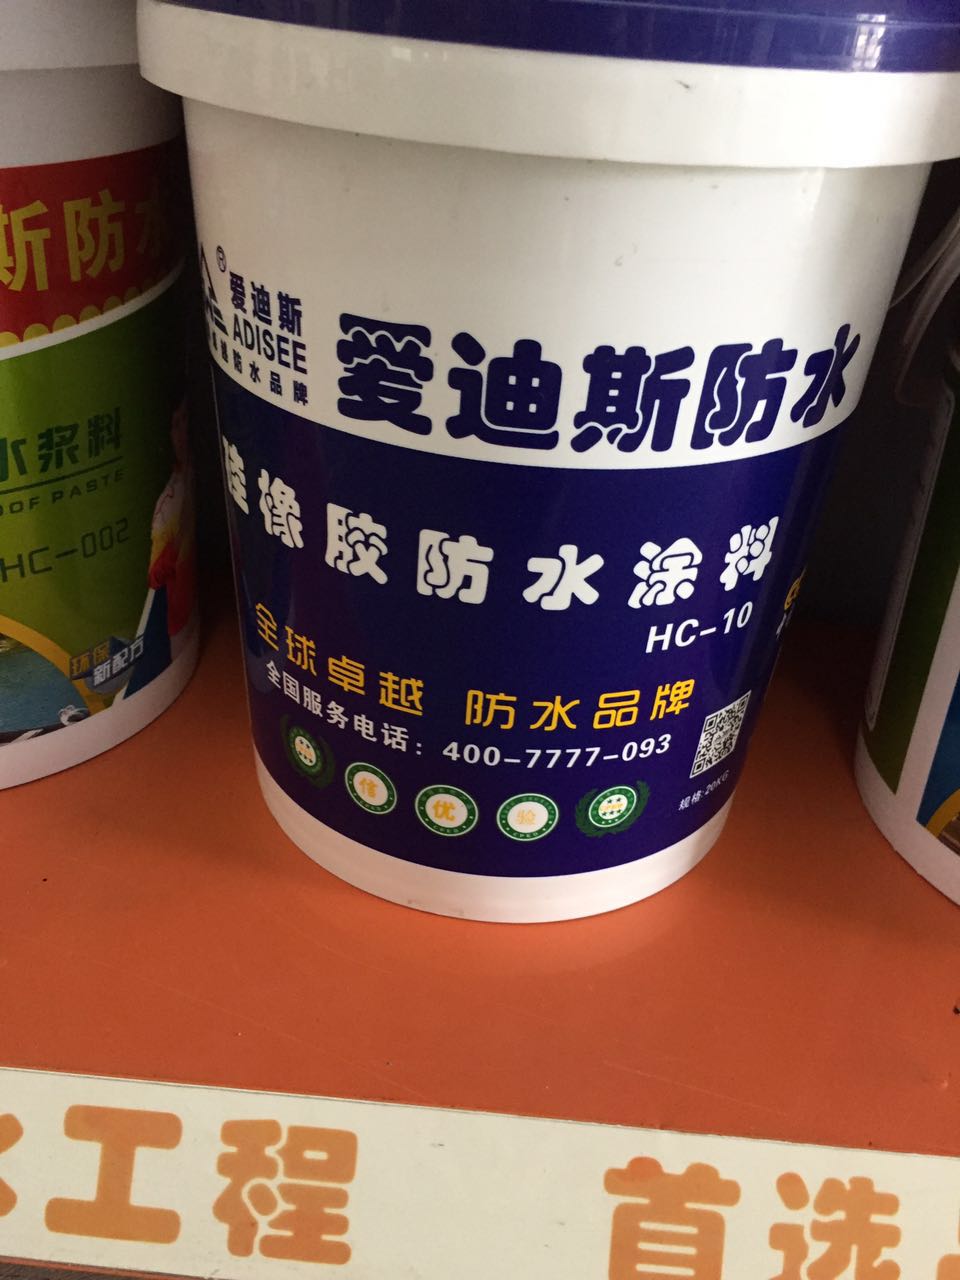 斯防水
水浆料
OOF PASTE
HC-002
环保
新配方
®
爱迪斯
ADISEE
防水品牌
爱迪斯防水
硅橡胶防水涂料
HC-10
全球卓越 防水品牌
全国服务电话：400-7777-093
信
优
验
规格:20KG
水工程 首选